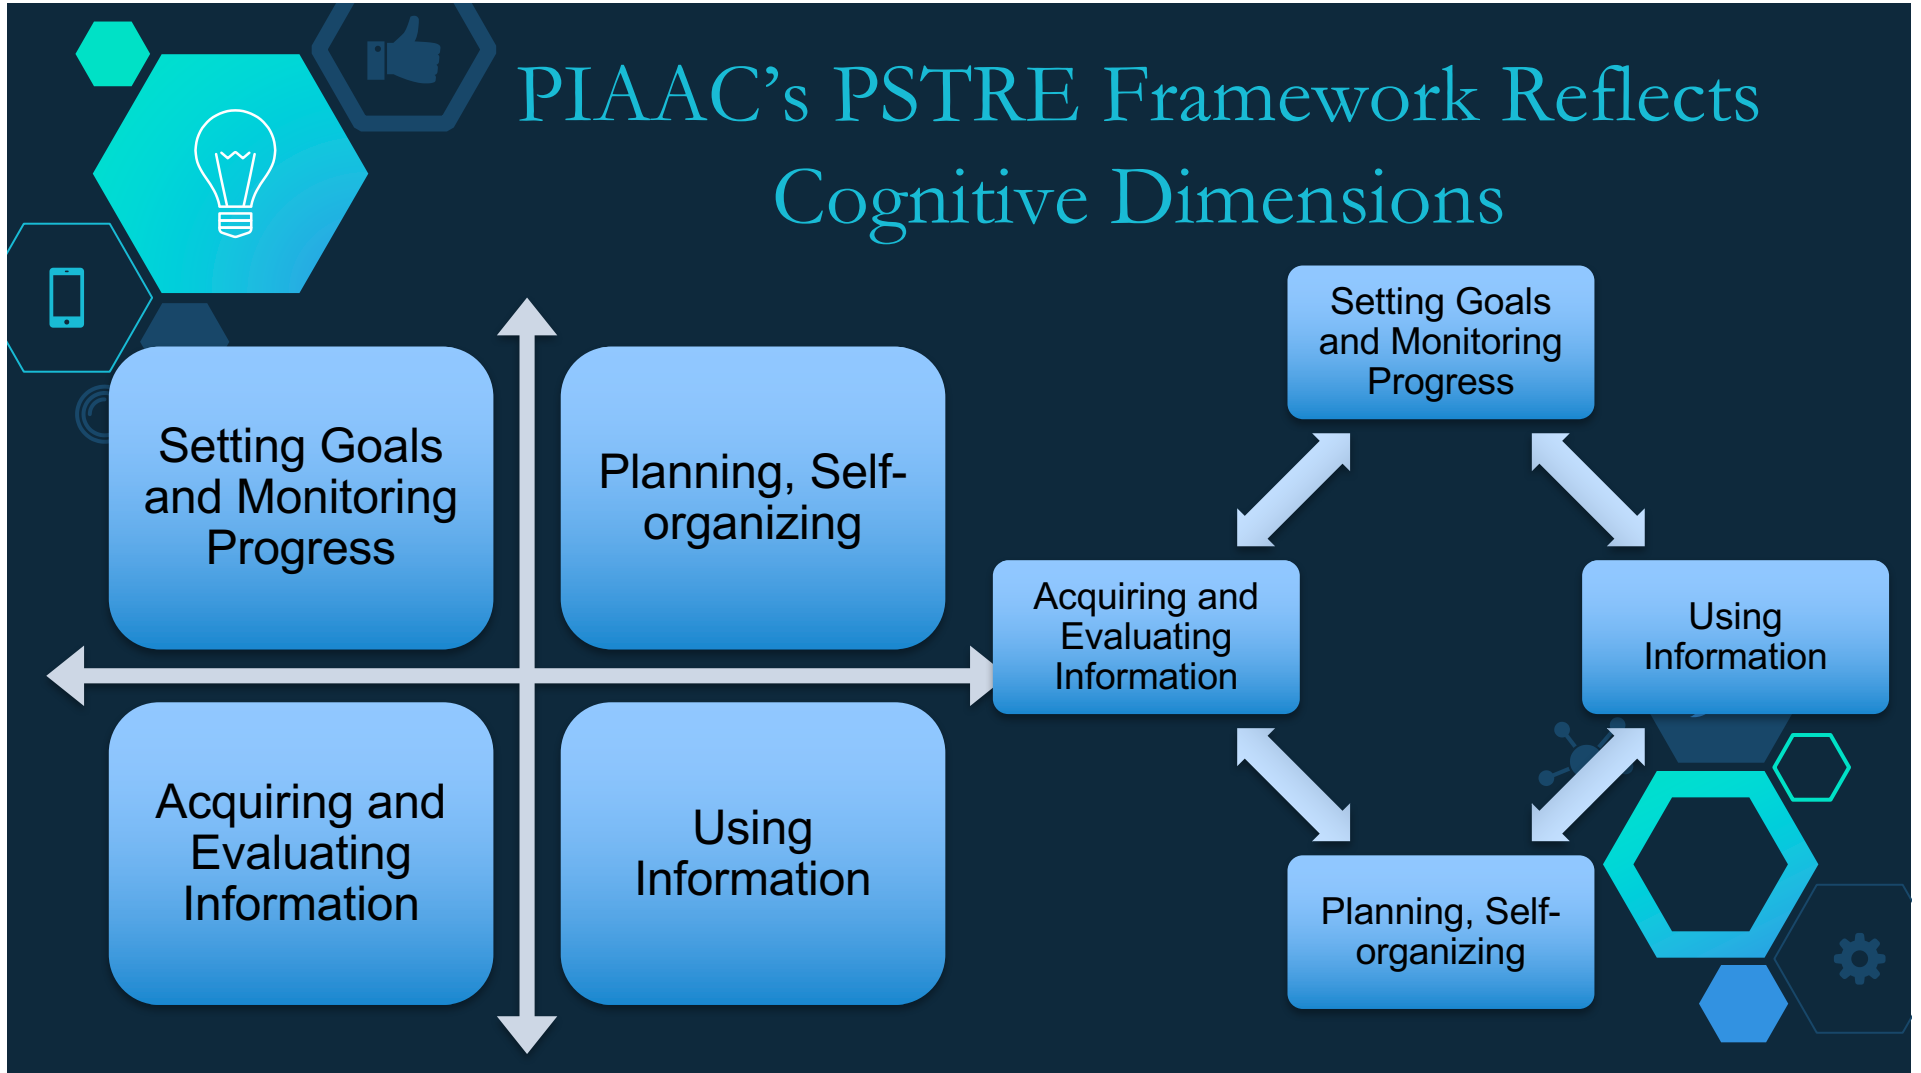 PIAAC’s PSTRE Framework Reflects
Cognitive Dimensions
Setting Goals
and Monitoring
Progress
Planning, Self-
organizing
Acquiring and
Evaluating
Information
Using
Information
Setting Goals
and Monitoring
Progress
Acquiring and
Evaluating
Information
Using
Information
Planning, Self-
organizing